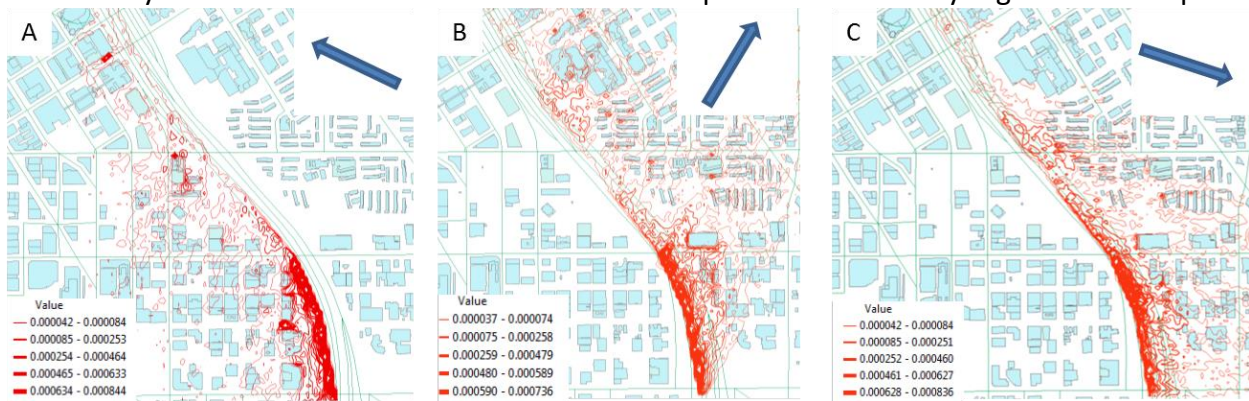 A
B
C
Value
0.000042 - 0.000084
0.000085 - 0.000253
0.000254 - 0.000464
0.000465 - 0.000633
0.000634 - 0.000844
Value
0.000037 - 0.000074
0.000075 - 0.000258
0.000259 - 0.000479
0.000480 - 0.000589
0.000590 - 0.000736
Value
0.000042 - 0.000084
0.000085 - 0.000251
0.000252 - 0.000460
0.000461 - 0.000627
0.000628 - 0.000836